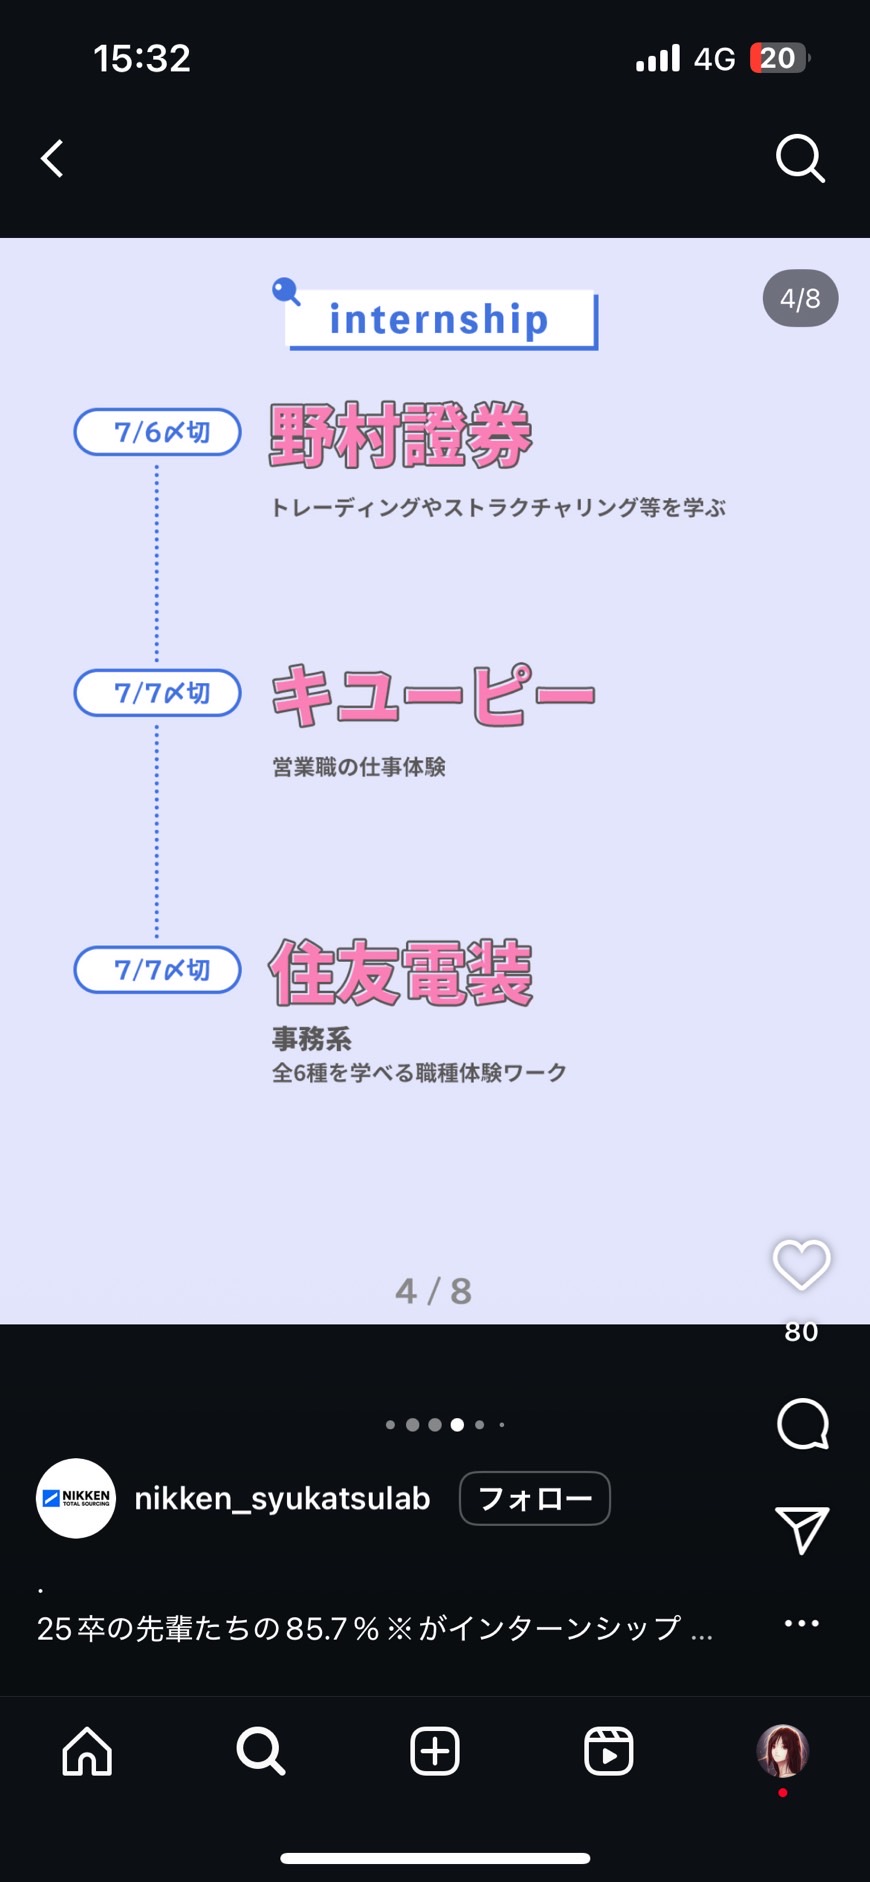 15:32
4G
20
internship
4/8
7/6〆切
野村證券
トレーディングやストラクチャリング等を学ぶ
7/7〆切
キユーピー
営業職の仕事体験
7/7〆切
住友電装
事務系
全6種を学べる職種体験ワーク
4 / 8
80
NIKKEN
TOTAL SOURCING
nikken_syukatsulab
フォロー
.
25卒の先輩たちの85.7%※がインターンシップ ...